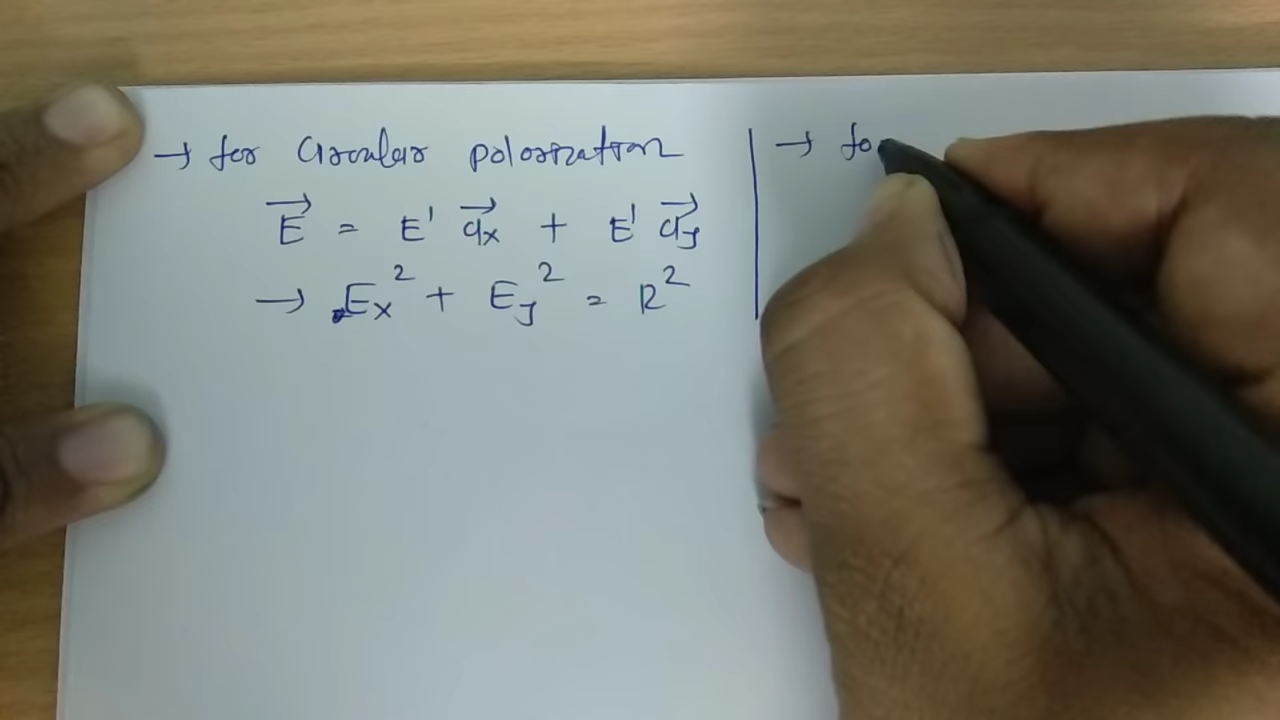 → for Circular polarization
E⃗ = E' a⃗x + E' a⃗y
→ Ex² + Ey² = R²
→ fo